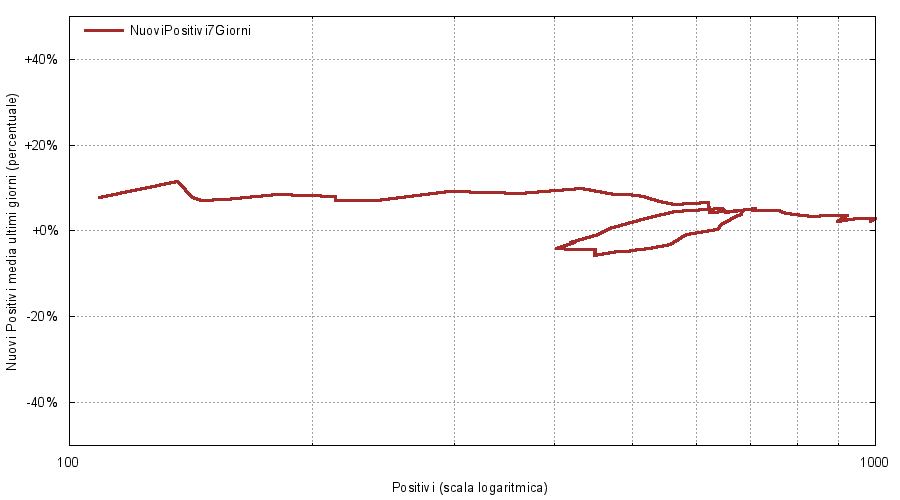 NuoviPositivi7Giorni
+40%
+20%
+0%
-20%
-40%
Nuovi Positivi media ultimi giorni (percentuale)
100
1000
Positivi (scala logaritmica)